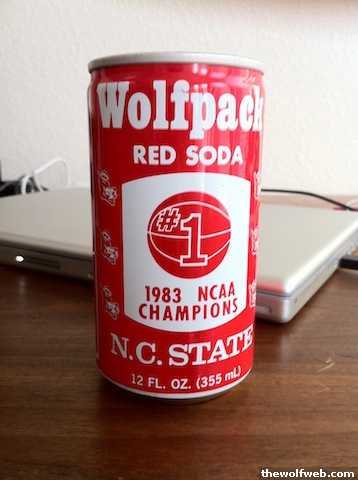 Wolfpack
RED SODA
#1
1983 NCAA
CHAMPIONS
N.C. STATE
12 FL. OZ. (355 mL)
thewolfweb.com